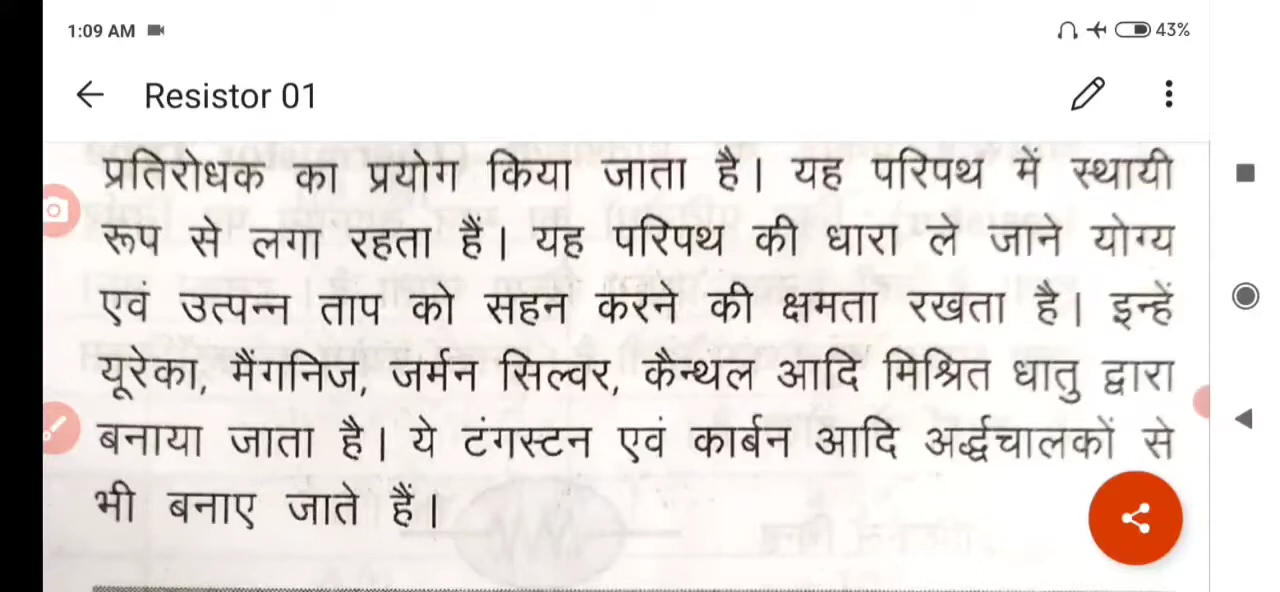 1:09 AM
43%
Resistor 01
प्रतिरोधक का प्रयोग किया जाता है। यह परिपथ में स्थायी
रूप से लगा रहता हैं। यह परिपथ की धारा ले जाने योग्य
एवं उत्पन्न ताप को सहन करने की क्षमता रखता है। इन्हें
यूरेका, मैंगनिज, जर्मन सिल्वर, कैन्थल आदि मिश्रित धातु द्वारा
बनाया जाता है। ये टंगस्टन एवं कार्बन आदि अर्द्धचालकों से
भी बनाए जाते हैं।